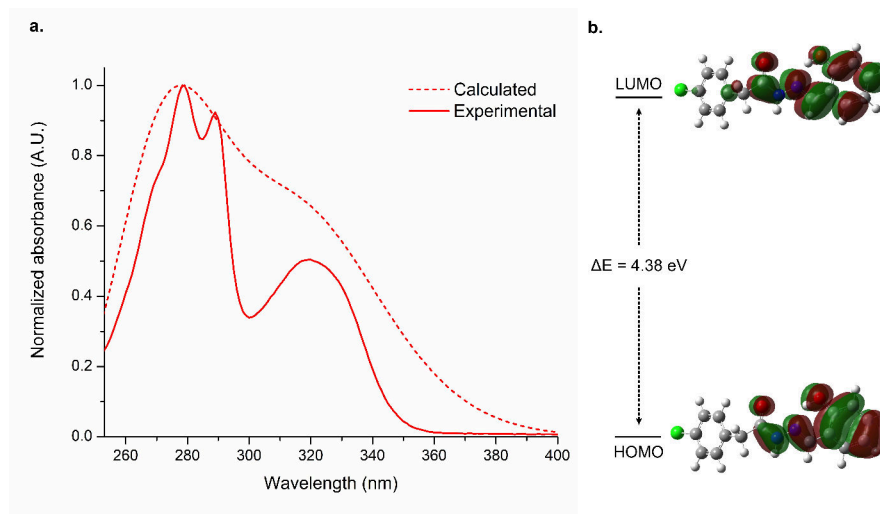 a.
Normalized absorbance (A.U.)
1.0
0.8
0.6
0.4
0.2
0.0
260
280
300
320
340
360
380
400
Wavelength (nm)
Calculated
Experimental
b.
LUMO
ΔE = 4.38 eV
HOMO